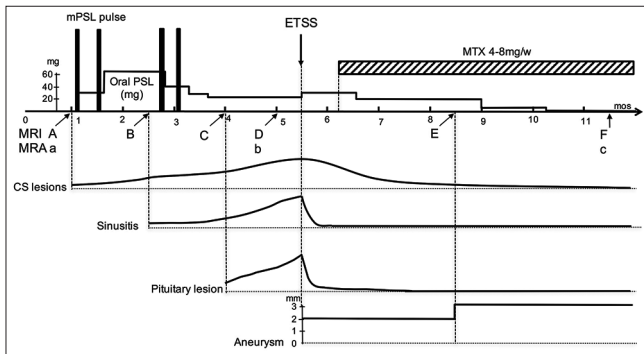 mPSL pulse
ETSS
MTX 4-8mg/w
mg
60
40
20
0
Oral PSL
(mg)
0 1 2 3 4 5 6 7 8 9 10 11 mos
MRI A B C D E F
MRA a b c
CS lesions
Sinusitis
Pituitary lesion
mm
3
2
1
0
Aneurysm